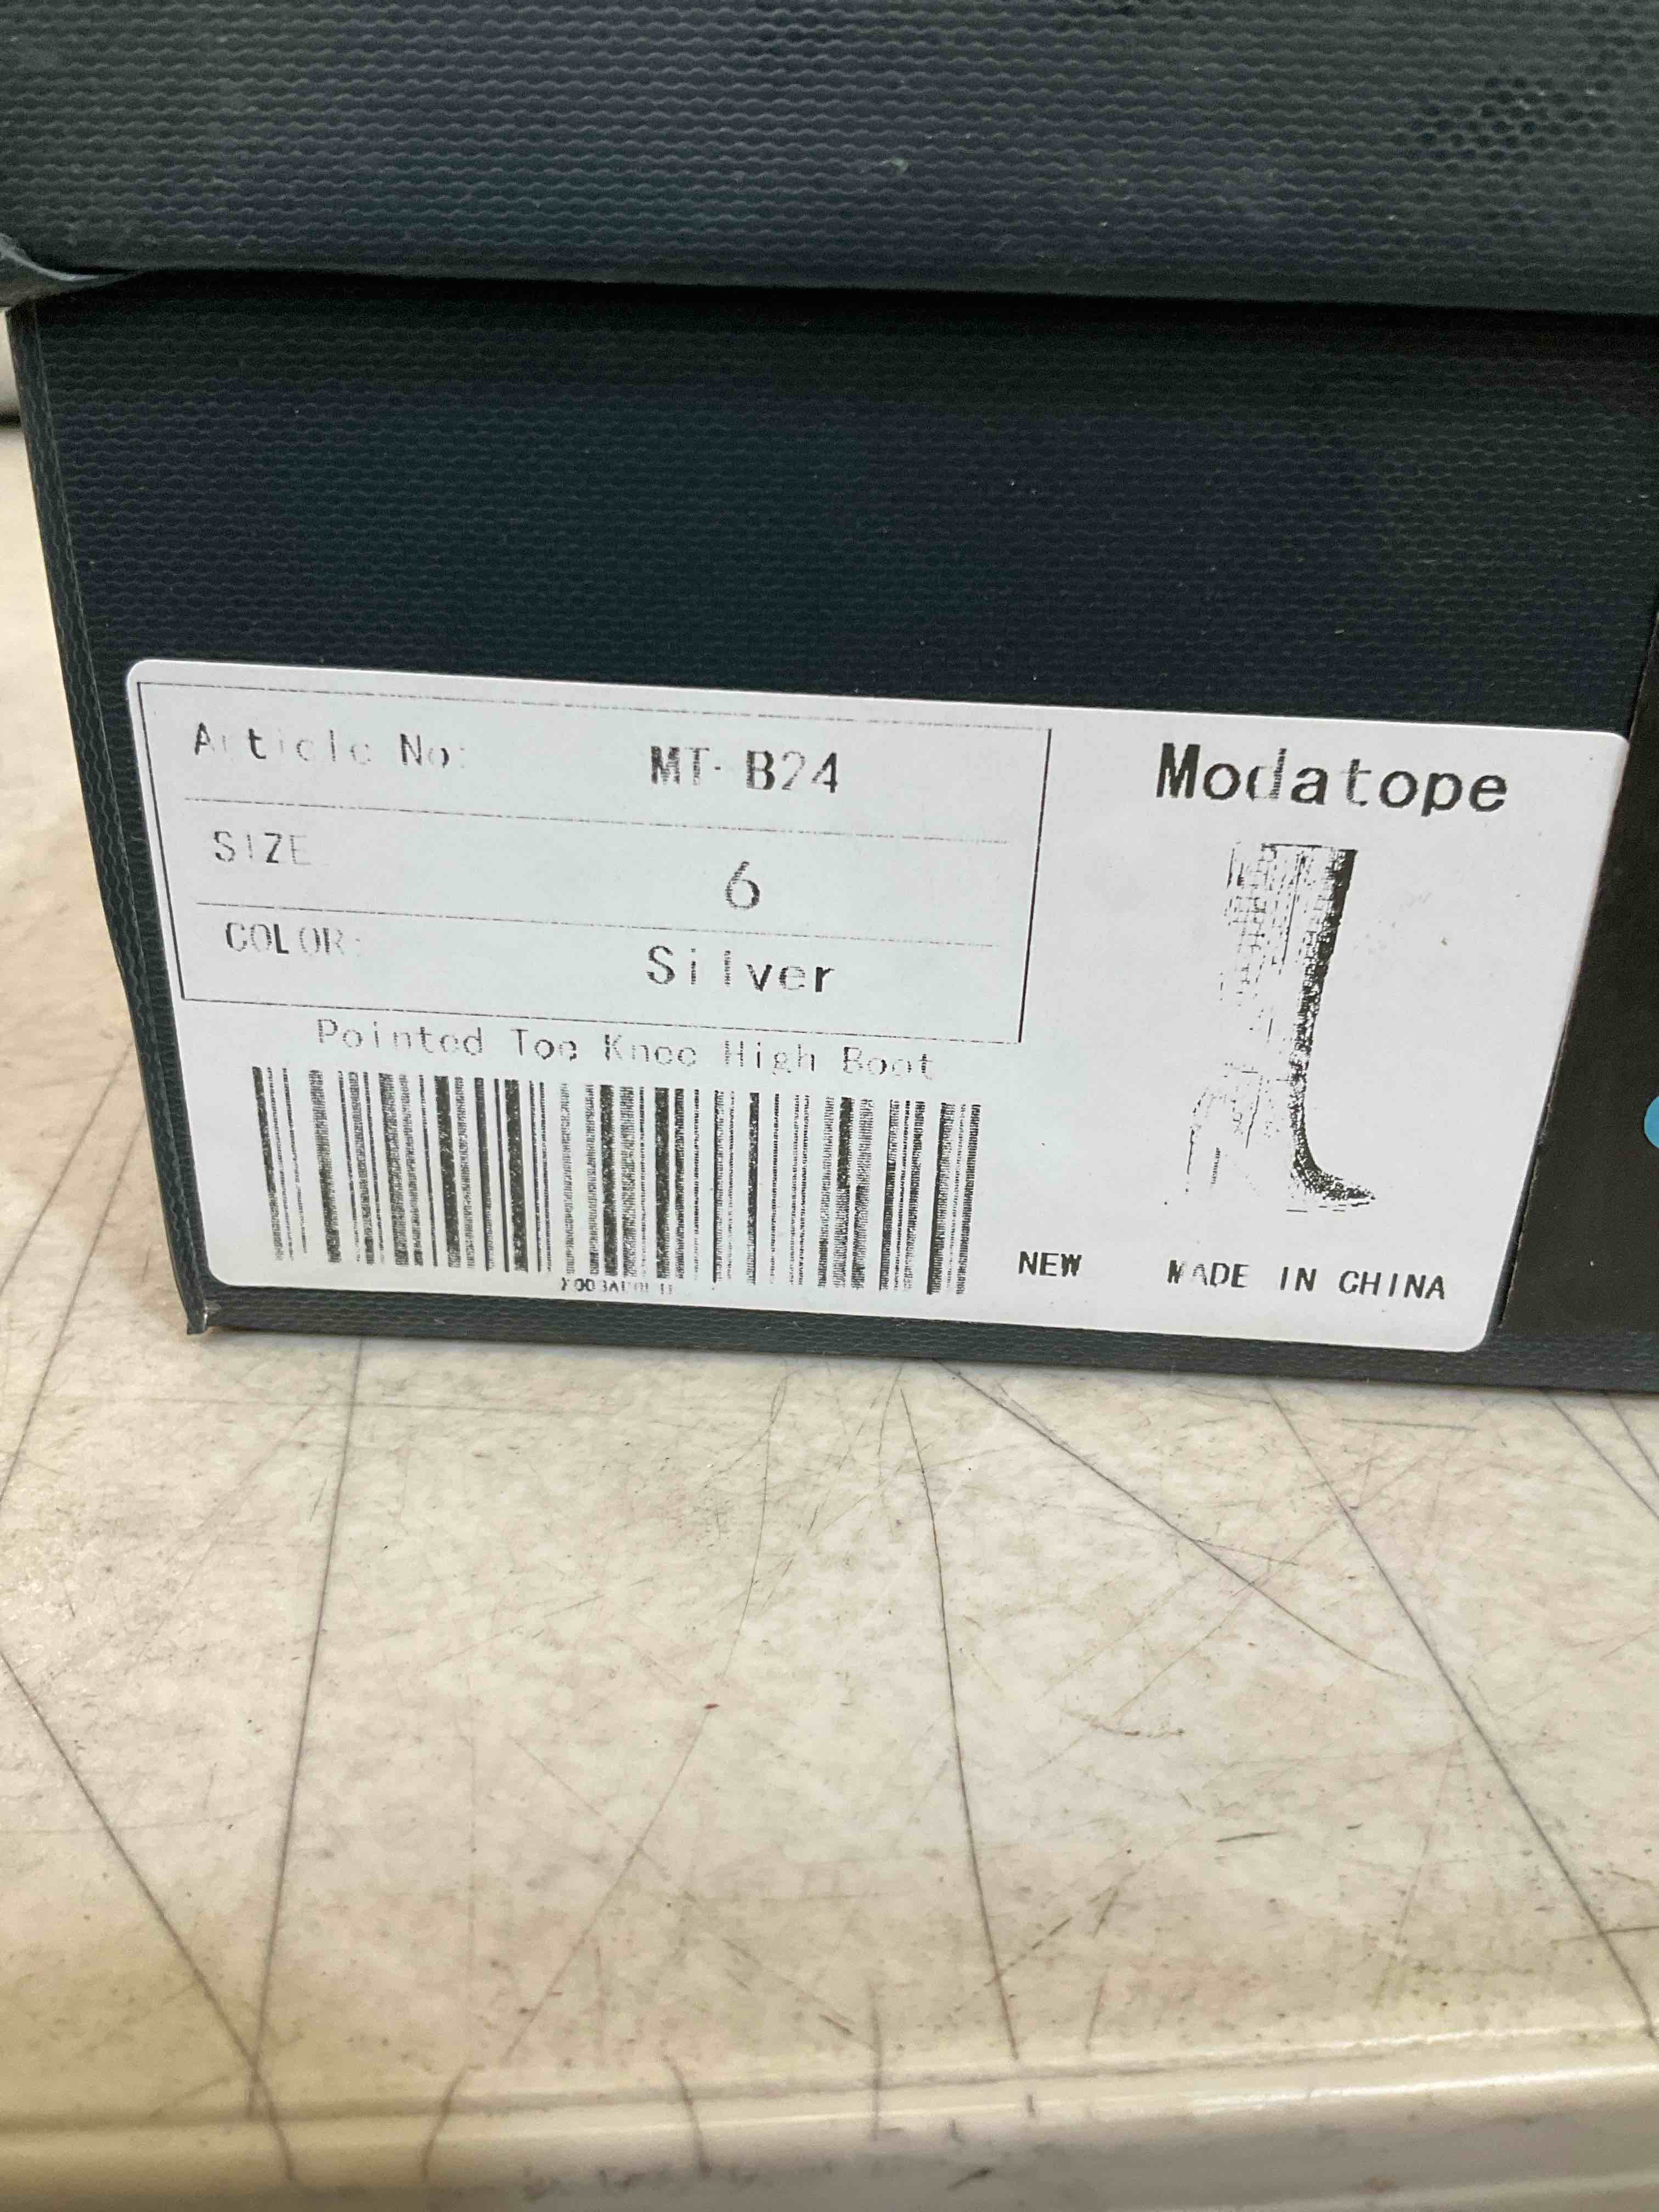 Article No: MT-B24
SIZE 6
COLOR: Silver
Pointed Toe Knee High Boot
Modatope
NEW MADE IN CHINA